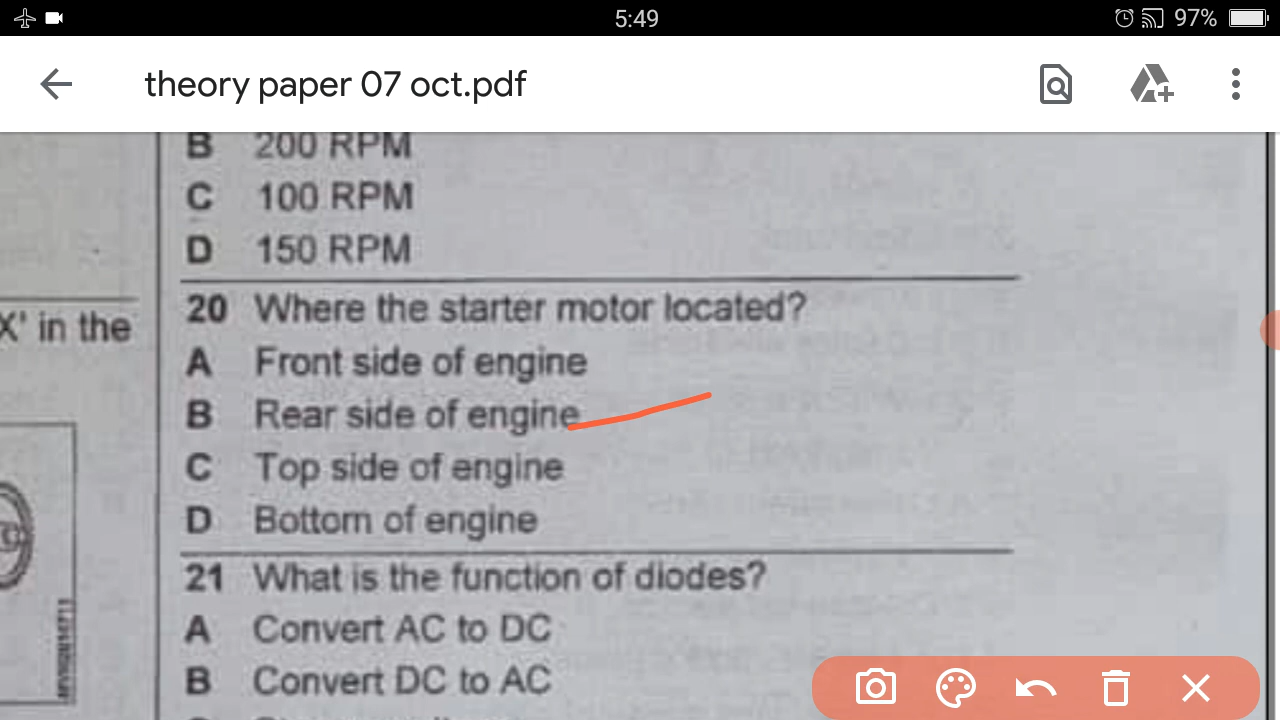 5:49
97%
theory paper 07 oct.pdf
B 200 RPM
C 100 RPM
D 150 RPM
X' in the
20 Where the starter motor located?
A Front side of engine
B Rear side of engine
C Top side of engine
D Bottom of engine
21 What is the function of diodes?
A Convert AC to DC
B Convert DC to AC